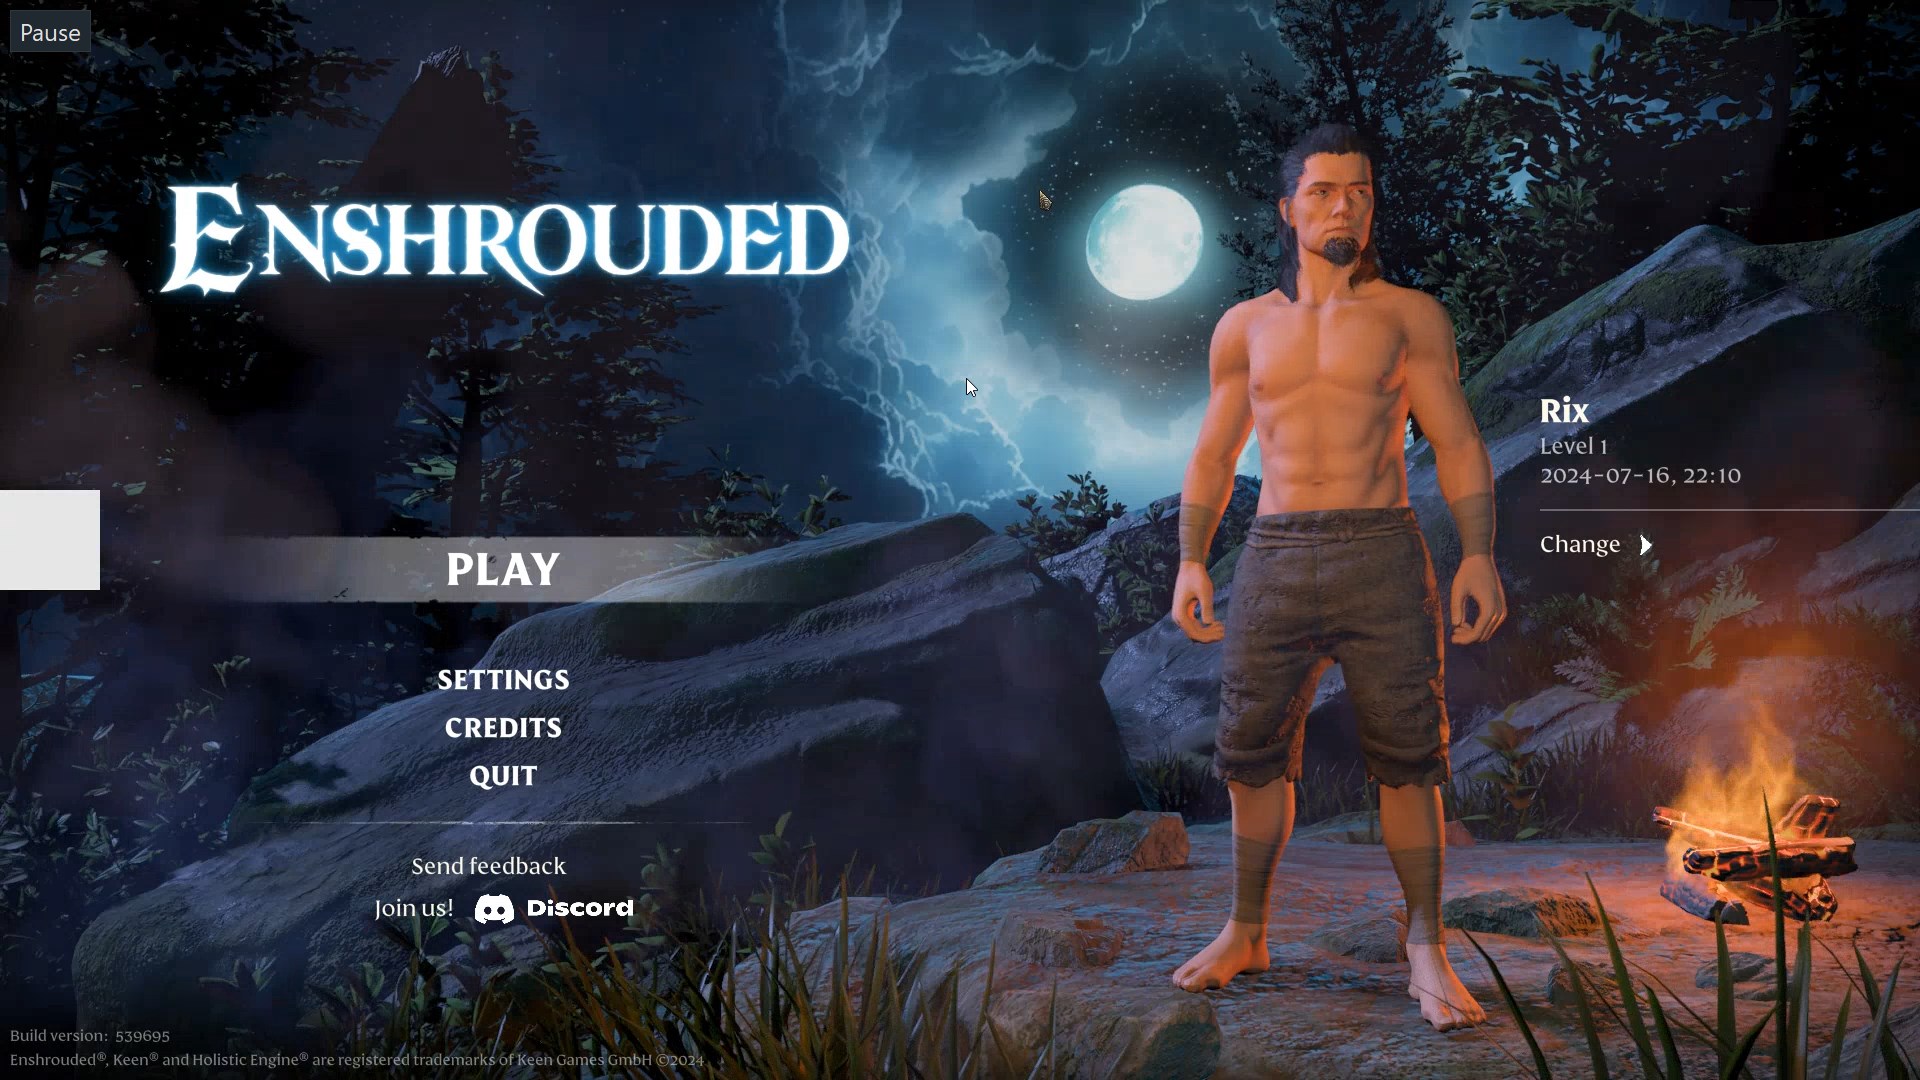 Pause
ENSHROUDED
Rix
Level 1
2024-07-16, 22:10
Change
PLAY
SETTINGS
CREDITS
QUIT
Send feedback
Join us! Discord
Build version: 539695
Enshrouded®, Keen® and Holistic Engine® are registered trademarks of Keen Games GmbH ©2024